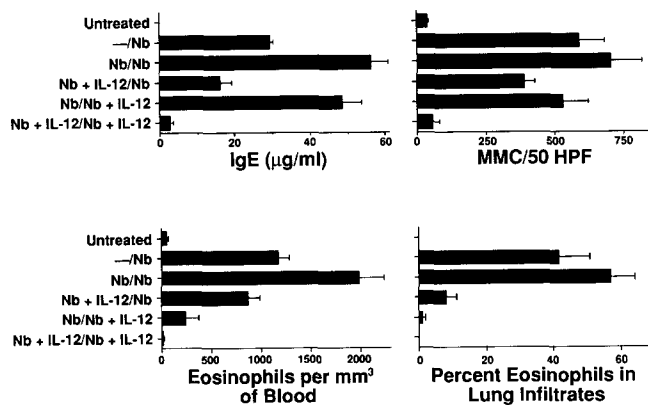 Untreated
—/Nb
Nb/Nb
Nb + IL-12/Nb
Nb/Nb + IL-12
Nb + IL-12/Nb + IL-12
0 20 40 60
IgE (μg/ml)
0 250 500 750
MMC/50 HPF
Untreated
—/Nb
Nb/Nb
Nb + IL-12/Nb
Nb/Nb + IL-12
Nb + IL-12/Nb + IL-12
0 500 1000 1500 2000
Eosinophils per mm³
of Blood
0 20 40 60
Percent Eosinophils in
Lung Infiltrates